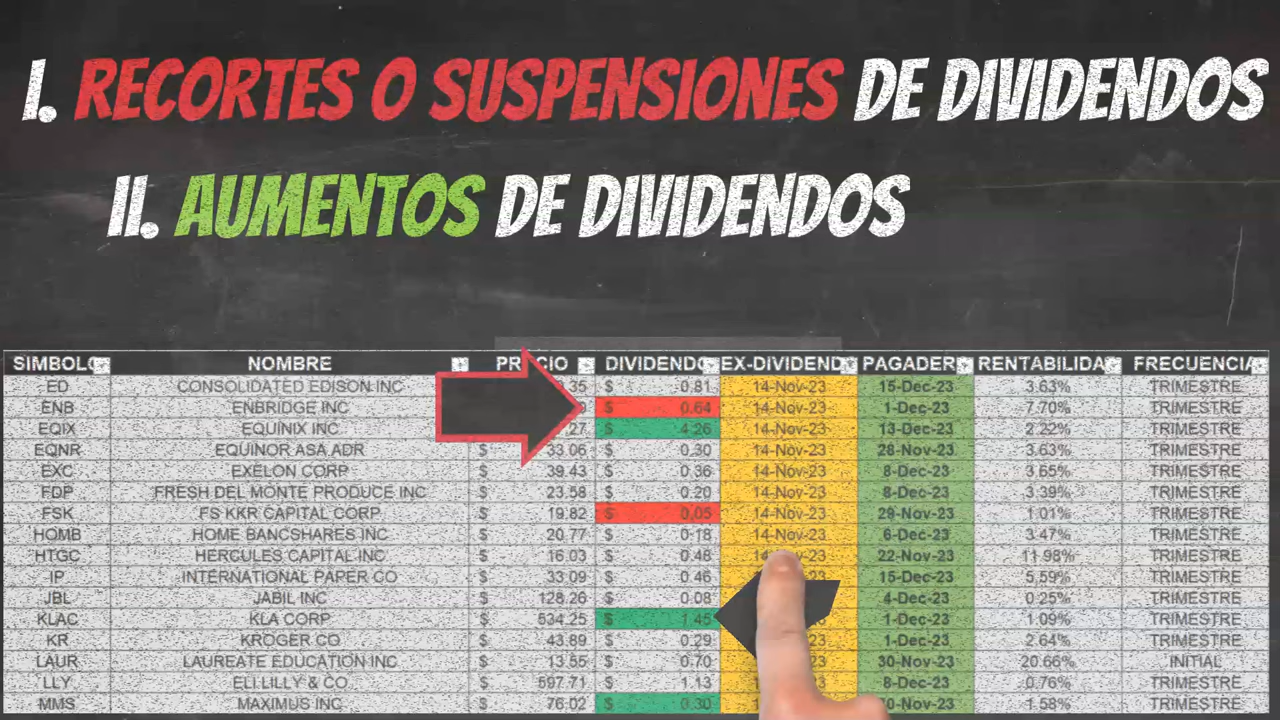 I. RECORTES O SUSPENSIONES DE DIVIDENDOS
II. AUMENTOS DE DIVIDENDOS
SIMBOLO NOMBRE DIVIDENDO EX-DIVIDEND PAGADER RENTABILIDA FRECUENCIA
ED CONSOLIDATED EDISON INC .35 $ 0.81 14-Nov-23 15-Dec-23 3.63% TRIMESTRE
ENB ENBRIDGE INC $ 0.64 14-Nov-23 1-Dec-23 7.70% TRIMESTRE
EQIX EQUINIX INC .27 $ 4.26 14-Nov-23 13-Dec-23 2.22% TRIMESTRE
EQNR EQUINOR ASA ADR $ 33.06 $ 0.30 14-Nov-23 28-Nov-23 3.63% TRIMESTRE
EXC EXELON CORP $ 39.43 $ 0.36 14-Nov-23 8-Dec-23 3.65% TRIMESTRE
FDP FRESH DEL MONTE PRODUCE INC $ 23.58 $ 0.20 14-Nov-23 8-Dec-23 3.39% TRIMESTRE
FSK FS KKR CAPITAL CORP $ 19.82 $ 0.05 14-Nov-23 29-Nov-23 1.01% TRIMESTRE
HOMB HOME BANCSHARES INC $ 20.77 $ 0.18 14-Nov-23 6-Dec-23 3.47% TRIMESTRE
HTGC HERCULES CAPITAL INC $ 16.03 $ 0.48 22-Nov-23 11.98% TRIMESTRE
IP INTERNATIONAL PAPER CO $ 33.09 $ 0.46 15-Dec-23 5.59% TRIMESTRE
JBL JABIL INC $ 128.26 $ 0.08 4-Dec-23 0.25% TRIMESTRE
KLAC KLA CORP $ 534.25 $ 1.45 1-Dec-23 1.09% TRIMESTRE
KR KROGER CO $ 43.89 $ 0.29 1-Dec-23 2.64% TRIMESTRE
LAUR LAUREATE EDUCATION INC $ 13.55 $ 0.70 30-Nov-23 20.66% INITIAL
LLY ELI LILLY & CO $ 597.71 $ 1.13 8-Dec-23 0.76% TRIMESTRE
MMS MAXIMUS INC $ 76.02 $ 0.30 1.58% TRIMESTRE